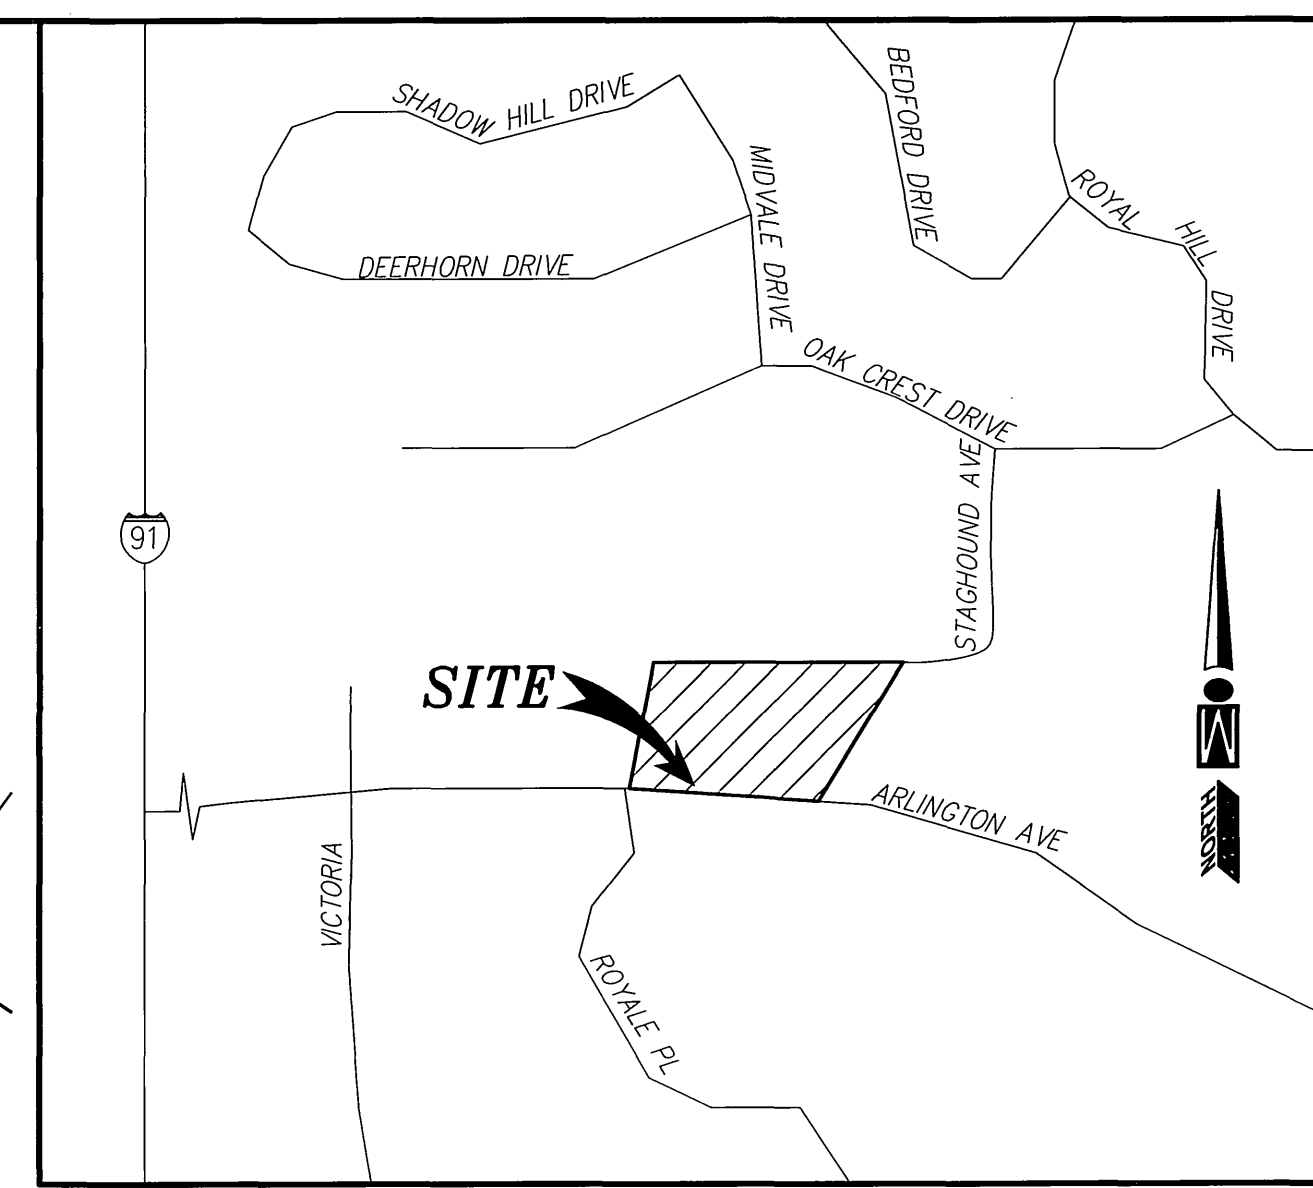 SHADOW HILL DRIVE
BEDFORD DRIVE
MIDVALE DRIVE
ROYAL HILL DRIVE
DEERHORN DRIVE
OAK CREST DRIVE
STAGHOUND AVE
91
SITE
NORTH
ARLINGTON AVE
VICTORIA
ROYALE PL